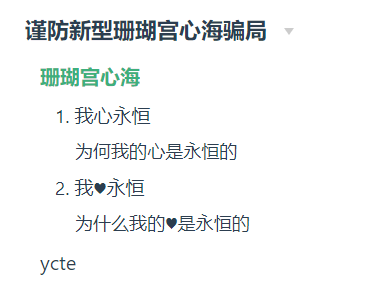 谨防新型珊瑚宫心海骗局
珊瑚宫心海
1. 我心永恒
为何我的心是永恒的
2. 我♥永恒
为什么我的♥是永恒的
ycte